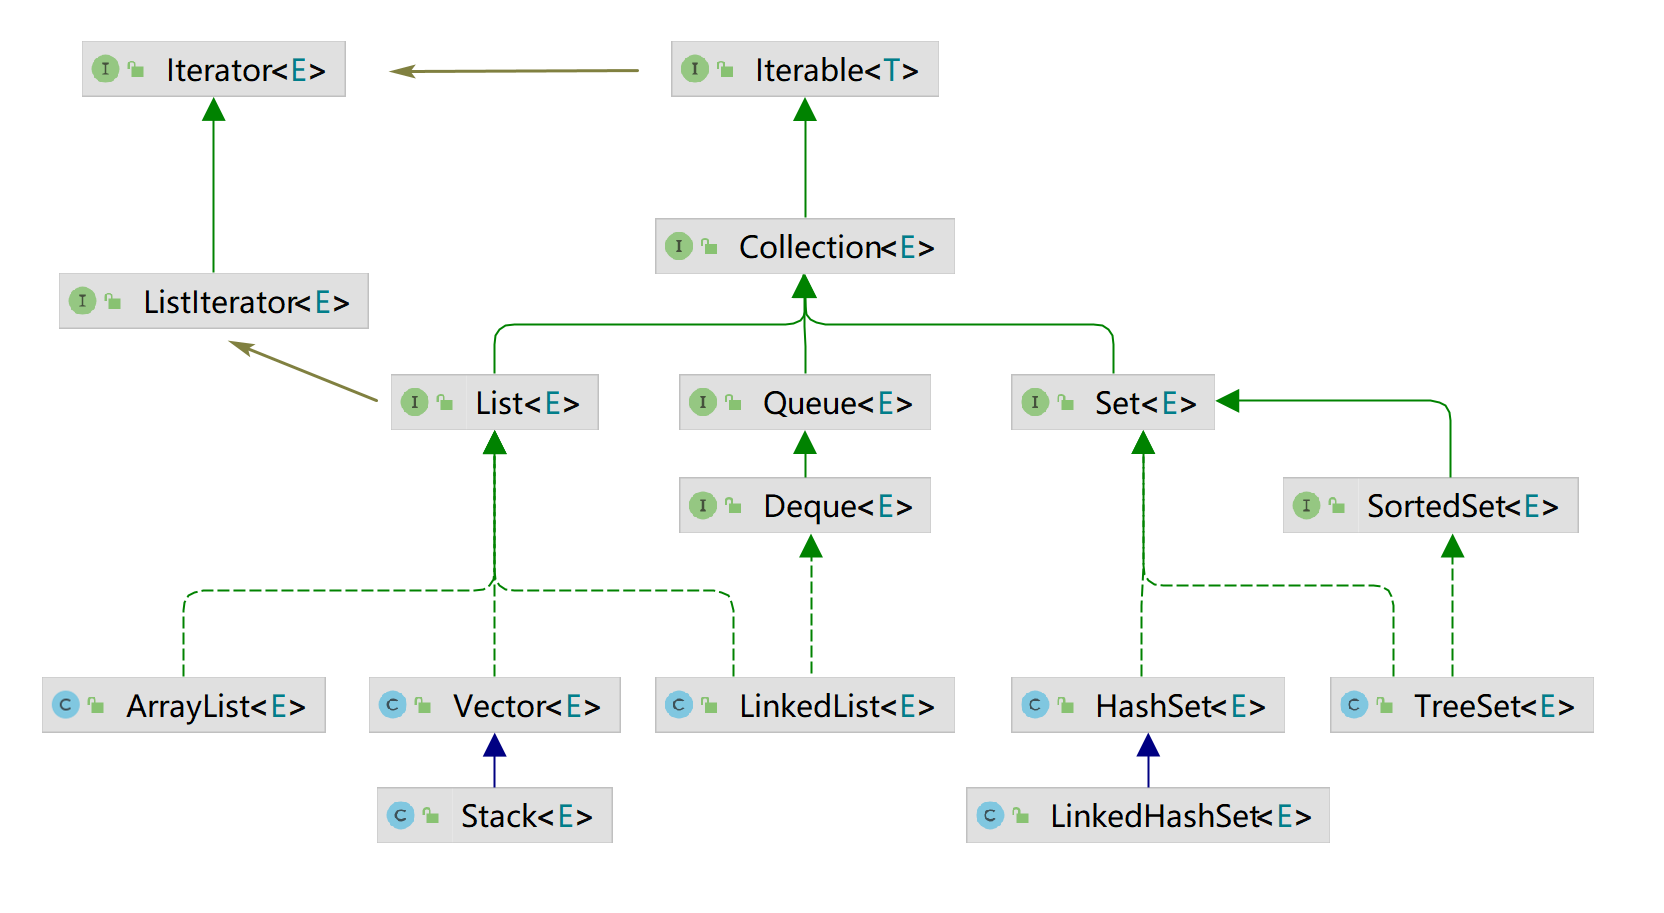 I Iterator<E>
I Iterable<T>
I Collection<E>
I ListIterator<E>
I List<E>
I Queue<E>
I Set<E>
I Deque<E>
I SortedSet<E>
C ArrayList<E>
C Vector<E>
C LinkedList<E>
C HashSet<E>
C TreeSet<E>
C Stack<E>
C LinkedHashSet<E>